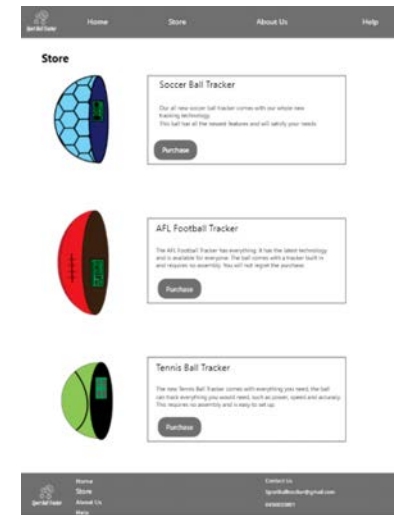 Sport Ball Tracker
Home
Store
About Us
Help
Store
Soccer Ball Tracker
Our all new soccer ball tracker comes with our whole new
tracking technology.
This ball has all the newest features and will satisfy your needs
Purchase
AFL Football Tracker
The AFL Football Tracker has everything. It has the latest technology
and is available for everyone. The ball comes with a tracker built in
and requires no assembly. You will not regret the purchase.
Purchase
Tennis Ball Tracker
The new Tennis Ball Tracker comes with everything you need, the ball
can track everything you would need, such as power, speed and accuracy.
This requires no assembly and is easy to set up.
Purchase
Sport Ball Tracker
Home
Store
About Us
Help
Contact Us